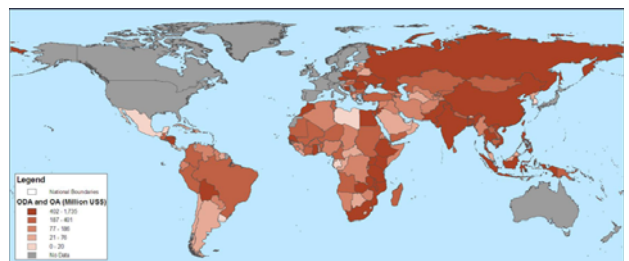 Legend
National Boundaries
ODA and OA (Million US$)
402 - 1,720
187 - 401
77 - 186
21 - 76
0 - 20
No Data